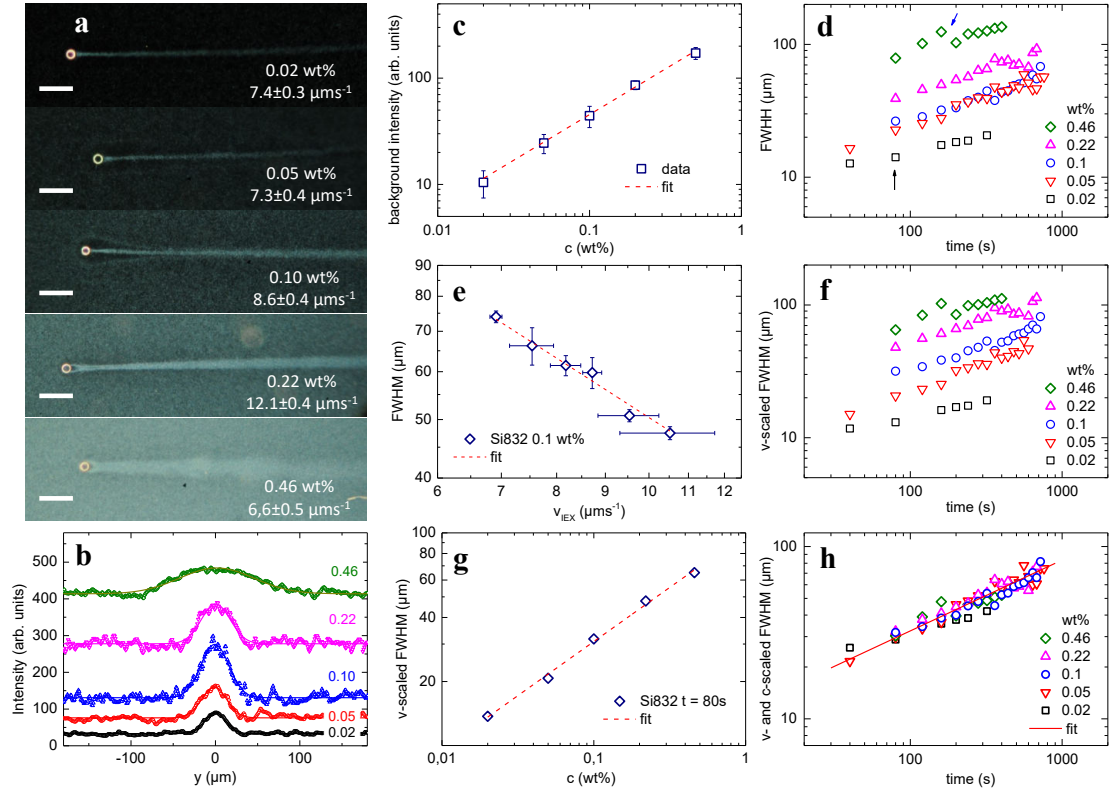 a
0.02 wt%
7.4±0.3 µms-1
0.05 wt%
7.3±0.4 µms-1
0.10 wt%
8.6±0.4 µms-1
0.22 wt%
12.1±0.4 µms-1
0.46 wt%
6,6±0.5 µms-1
b
Intensity (arb. units)
500
400
300
200
100
0
0.46
0.22
0.10
0.05
0.02
-100
0
100
y (µm)
c
background intensity (arb. units)
100
10
data
fit
0.01
0.1
1
c (wt%)
d
FWHH (µm)
100
10
wt%
0.46
0.22
0.1
0.05
0.02
100
1000
time (s)
e
FWHM (µm)
90
80
70
60
50
40
Si832 0.1 wt%
fit
6
7
8
9
10
11
12
vIEX (µms-1)
f
v-scaled FWHM (µm)
100
10
wt%
0.46
0.22
0.1
0.05
0.02
100
1000
time (s)
g
v-scaled FWHM (µm)
100
80
60
40
20
Si832 t = 80s
fit
0,01
0,1
1
c (wt%)
h
v- and c-scaled FWHM (µm)
100
10
wt%
0.46
0.22
0.1
0.05
0.02
fit
100
1000
time (s)